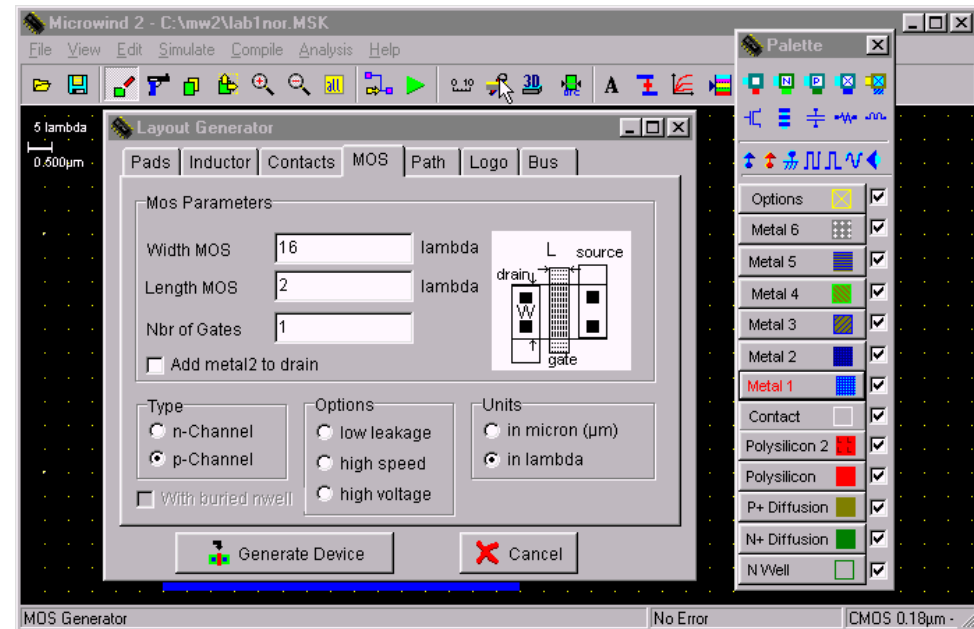 Microwind 2 - C:\mw2\lab1nor.MSK
File View Edit Simulate Compile Analysis Help
5 lambda
0.600µm
Layout Generator
Pads Inductor Contacts MOS Path Logo Bus
Mos Parameters
Width MOS 16 lambda
Length MOS 2 lambda
Nbr of Gates 1
Add metal2 to drain
L source
drain
W
gate
Type
n-Channel
p-Channel
With buried nwell
Options
low leakage
high speed
high voltage
Units
in micron (µm)
in lambda
Generate Device Cancel
Palette
Options
Metal 6
Metal 5
Metal 4
Metal 3
Metal 2
Metal 1
Contact
Polysilicon 2
Polysilicon
P+ Diffusion
N+ Diffusion
N Well
MOS Generator No Error CMOS 0.18µm -